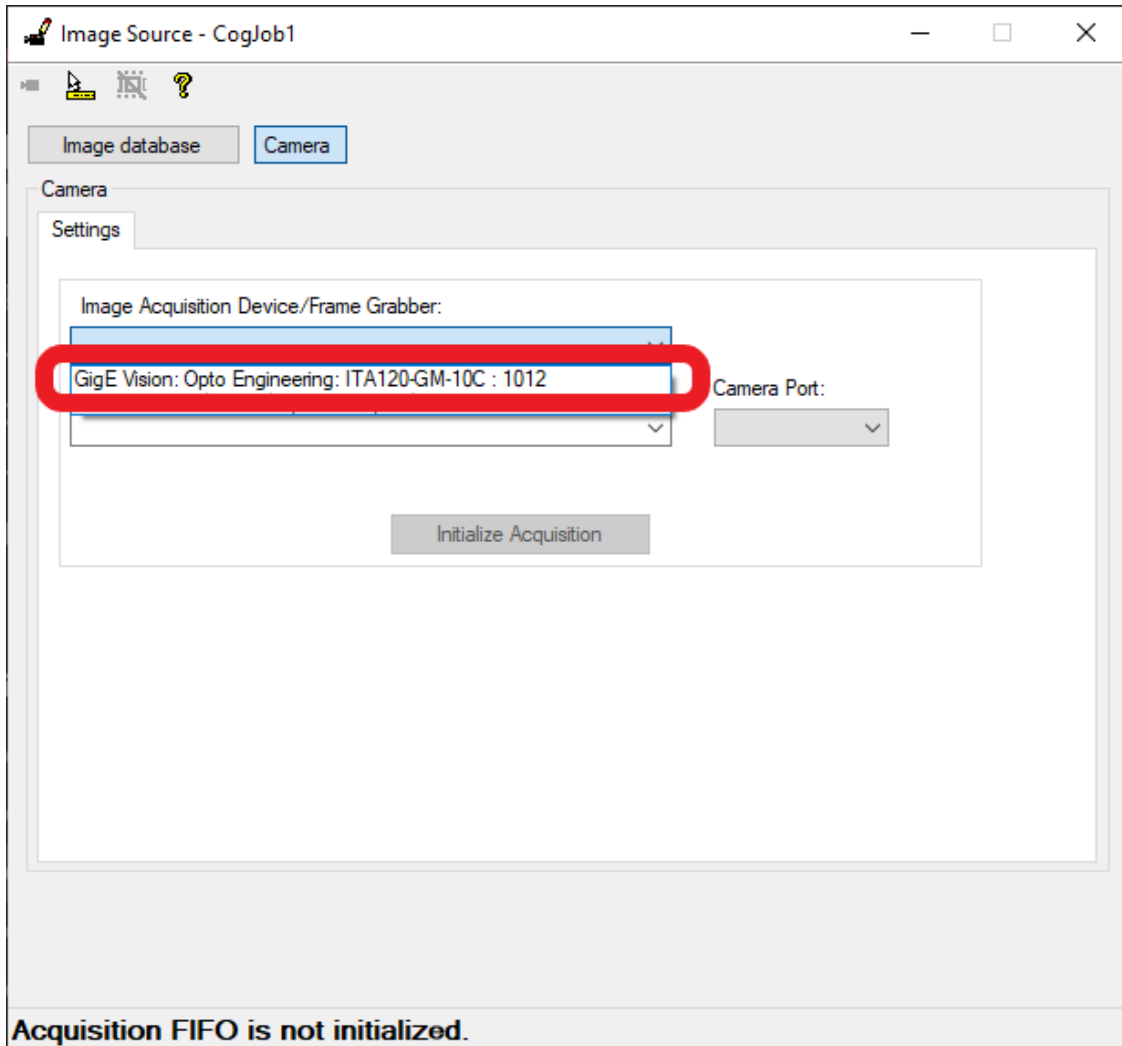 Image Source - CogJob1
Image database
Camera
Camera
Settings
Image Acquisition Device/Frame Grabber:
GigE Vision: Opto Engineering: ITA120-GM-10C : 1012
Camera Port:
Initialize Acquisition
Acquisition FIFO is not initialized.